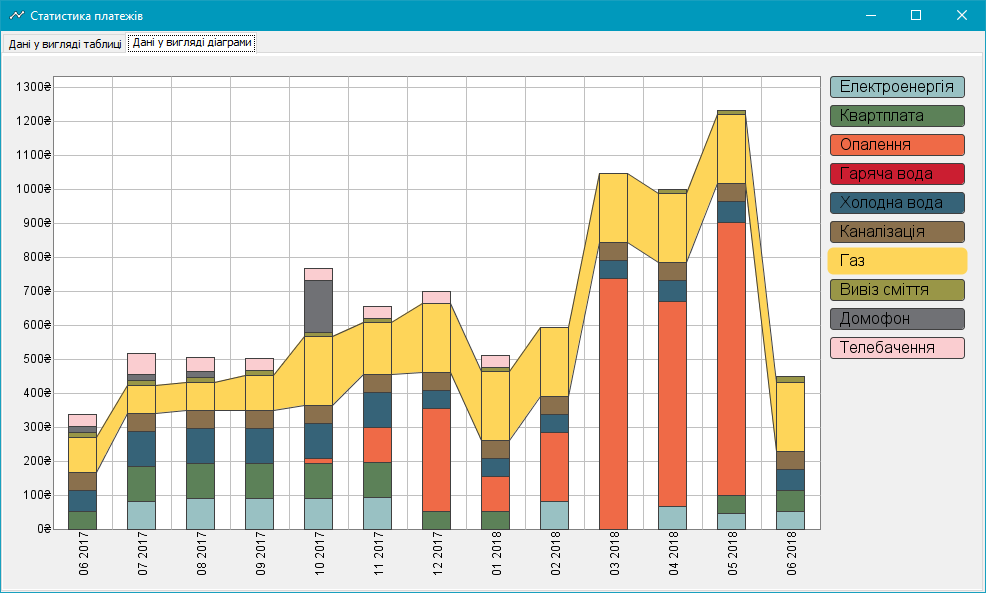 Статистика платежів
Дані у вигляді таблиці Дані у вигляді діаграми
1300₴
1200₴
1100₴
1000₴
900₴
800₴
700₴
600₴
500₴
400₴
300₴
200₴
100₴
0₴
06 2017
07 2017
08 2017
09 2017
10 2017
11 2017
12 2017
01 2018
02 2018
03 2018
04 2018
05 2018
06 2018
Електроенергія
Квартплата
Опалення
Гаряча вода
Холодна вода
Каналізація
Газ
Вивіз сміття
Домофон
Телебачення